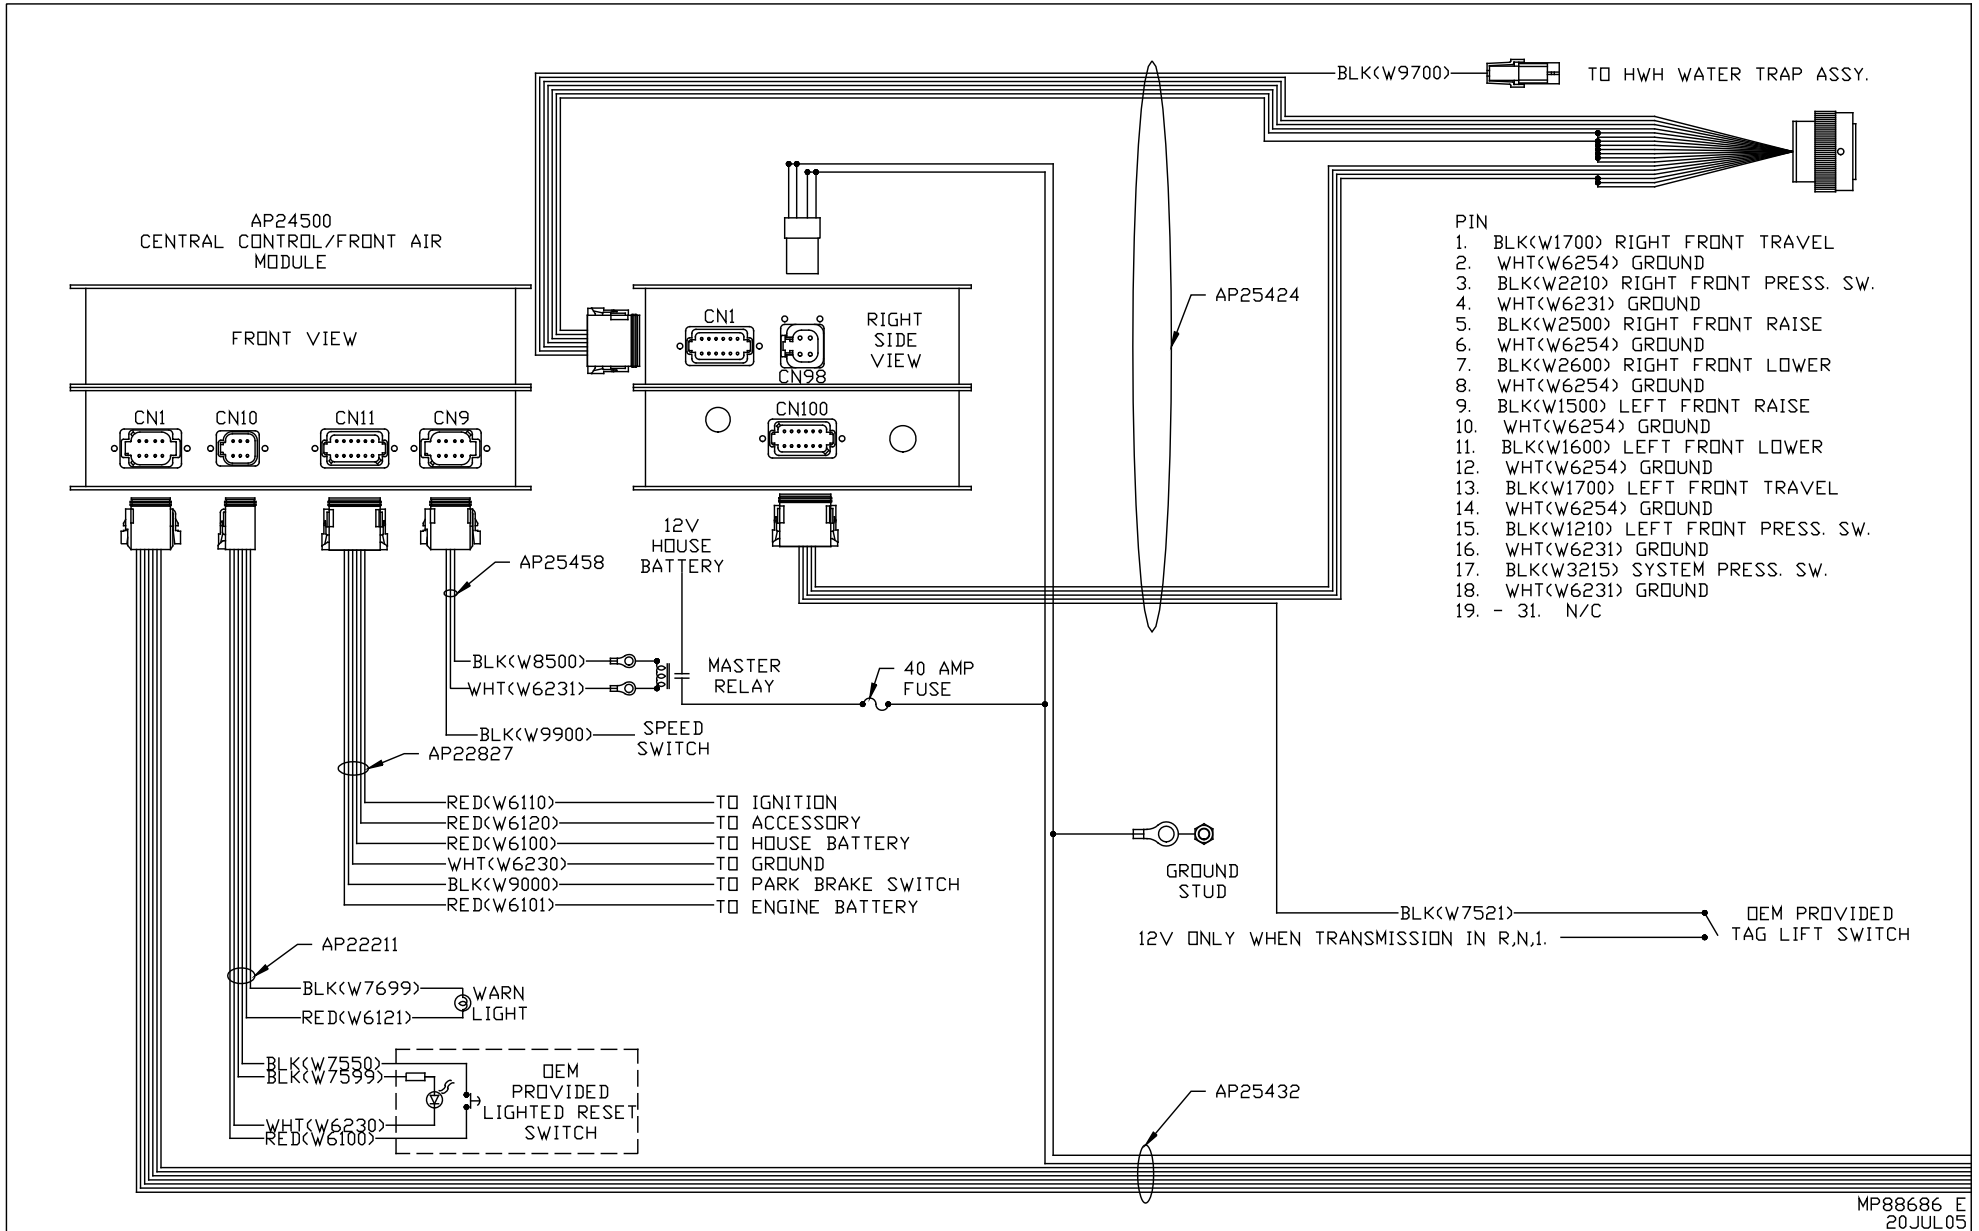 BLK(W9700)
TO HWH WATER TRAP ASSY.
AP24500
CENTRAL CONTROL/FRONT AIR
MODULE
FRONT VIEW
CN1
CN10
CN11
CN9
CN1
CN98
RIGHT
SIDE
VIEW
CN100
AP25424
PIN
1. BLK(W1700) RIGHT FRONT TRAVEL
2. WHT(W6254) GROUND
3. BLK(W2210) RIGHT FRONT PRESS. SW.
4. WHT(W6231) GROUND
5. BLK(W2500) RIGHT FRONT RAISE
6. WHT(W6254) GROUND
7. BLK(W2600) RIGHT FRONT LOWER
8. WHT(W6254) GROUND
9. BLK(W1500) LEFT FRONT RAISE
10. WHT(W6254) GROUND
11. BLK(W1600) LEFT FRONT LOWER
12. WHT(W6254) GROUND
13. BLK(W1700) LEFT FRONT TRAVEL
14. WHT(W6254) GROUND
15. BLK(W1210) LEFT FRONT PRESS. SW.
16. WHT(W6231) GROUND
17. BLK(W3215) SYSTEM PRESS. SW.
18. WHT(W6231) GROUND
19. - 31. N/C
12V
HOUSE
BATTERY
AP25458
BLK(W8500)
WHT(W6231)
MASTER
RELAY
40 AMP
FUSE
BLK(W9900)
SPEED
SWITCH
AP22827
RED(W6110) TO IGNITION
RED(W6120) TO ACCESSORY
RED(W6100) TO HOUSE BATTERY
WHT(W6230) TO GROUND
BLK(W9000) TO PARK BRAKE SWITCH
RED(W6101) TO ENGINE BATTERY
GROUND
STUD
BLK(W7521)
12V ONLY WHEN TRANSMISSION IN R,N,1.
OEM PROVIDED
TAG LIFT SWITCH
AP22211
BLK(W7699)
RED(W6121)
WARN
LIGHT
BLK(W7550)
BLK(W7599)
WHT(W6230)
RED(W6100)
OEM
PROVIDED
LIGHTED RESET
SWITCH
AP25432
MP88686 E
20JUL05